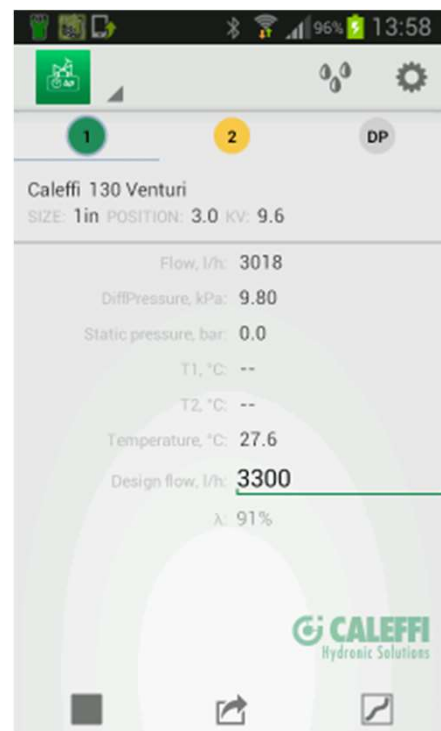 96% 13:58
Δp
1 2 DP
Caleffi 130 Venturi
SIZE: 1in POSITION: 3.0 KV: 9.6
Flow, l/h: 3018
DiffPressure, kPa: 9.80
Static pressure, bar: 0.0
T1, °C: --
T2, °C: --
Temperature, °C: 27.6
Design flow, l/h: 3300
λ: 91%
CALEFFI
Hydronic Solutions